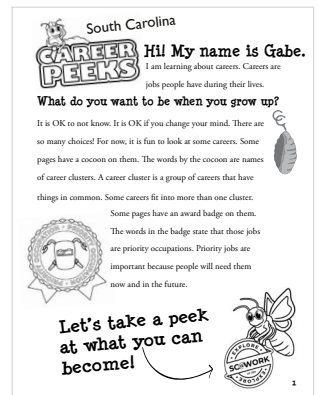 South Carolina
CAREER
PEEKS
Hi! My name is Gabe.
I am learning about careers. Careers are
jobs people have during their lives.
What do you want to be when you grow up?
It is OK to not know. It is OK if you change your mind. There are
so many choices! For now, it is fun to look at some careers. Some
pages have a cocoon on them. The words by the cocoon are names
of career clusters. A career cluster is a group of careers that have
things in common. Some careers fit into more than one cluster.
Some pages have an award badge on them.
The words in the badge state that those jobs
are priority occupations. Priority jobs are
important because people will need them
now and in the future.
Let's take a peek
at what you can
become!
EXPLORE
SC@WORK
EXPLORE
1